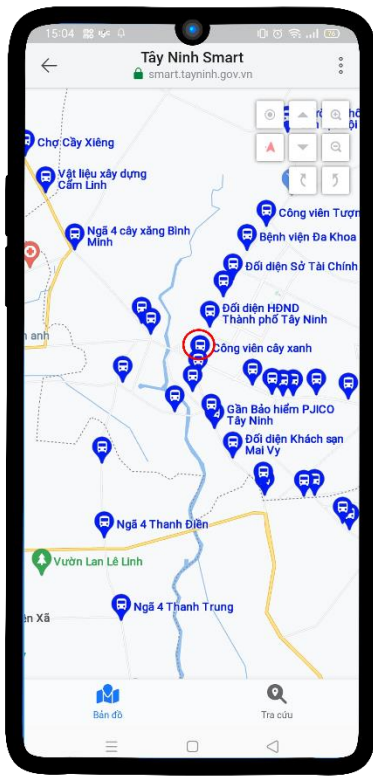 15:04
Tây Ninh Smart
smart.tayninh.gov.vn
Chợ Cầy Xiêng
Vật liệu xây dựng
Cẩm Linh
Công viên Tượn
Ngã 4 cây xăng Bình
Minh
Bệnh viện Đa Khoa
Đối diện Sở Tài Chính
Đối diện HĐND
Thành phố Tây Ninh
anh
Công viên cây xanh
Gần Bảo hiểm PJICO
Tây Ninh
Đối diện Khách sạn
Mai Vy
Ngã 4 Thanh Điền
Vườn Lan Lê Linh
Ngã 4 Thanh Trung
ện Xã
Bản đồ
Tra cứu